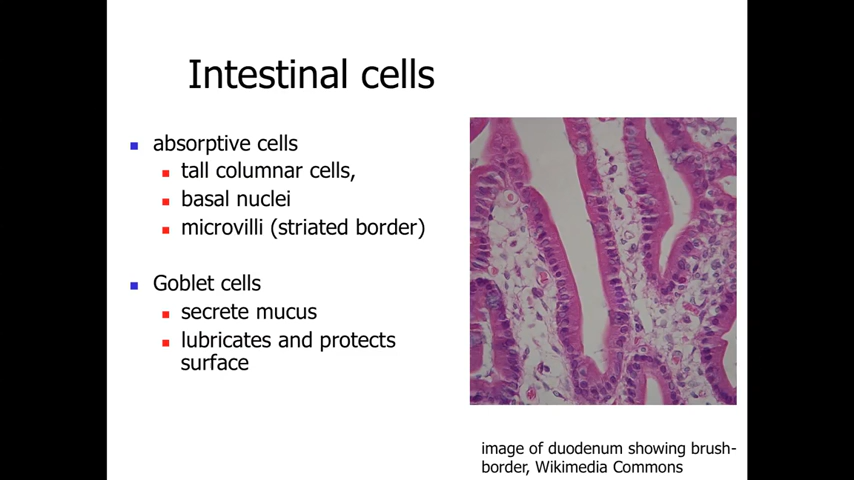 Intestinal cells
absorptive cells
tall columnar cells,
basal nuclei
microvilli (striated border)
Goblet cells
secrete mucus
lubricates and protects
surface
image of duodenum showing brush-
border, Wikimedia Commons